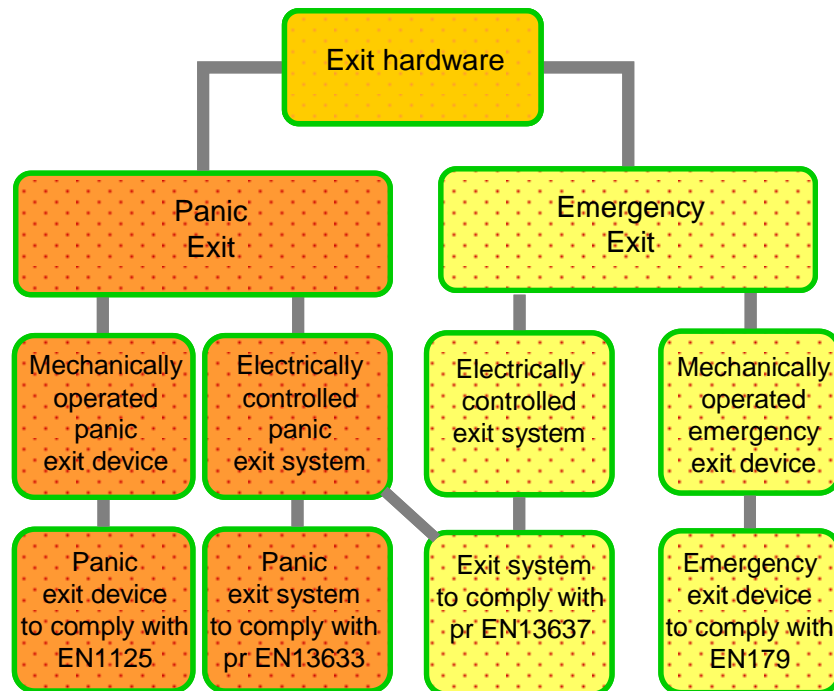 Exit hardware
Panic
Exit
Emergency
Exit
Mechanically
operated
panic
exit device
Electrically
controlled
panic
exit system
Electrically
controlled
exit system
Mechanically
operated
emergency
exit device
Panic
exit device
to comply with
EN1125
Panic
exit system
to comply with
pr EN13633
Exit system
to comply with
pr EN13637
Emergency
exit device
to comply with
EN179